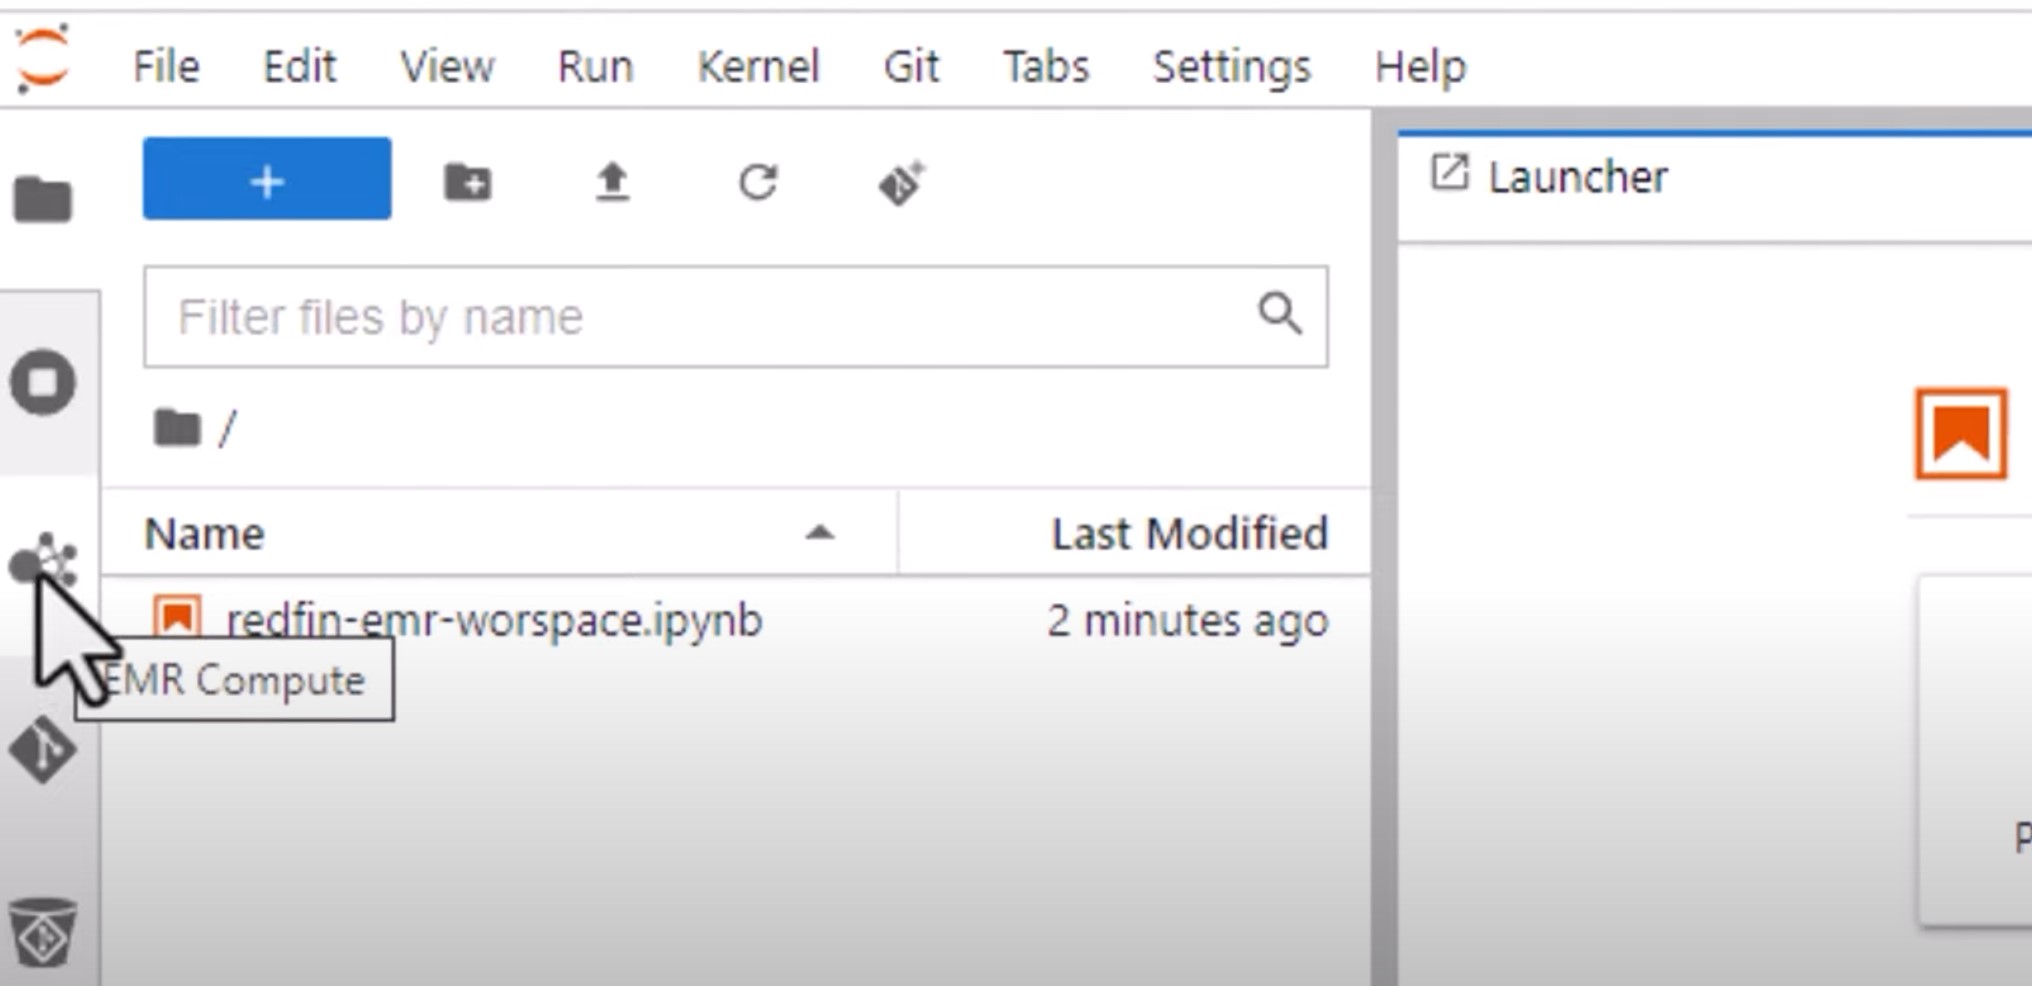 File Edit View Run Kernel Git Tabs Settings Help
+
Launcher
Filter files by name
/
Name Last Modified
redfin-emr-worspace.ipynb 2 minutes ago
EMR Compute